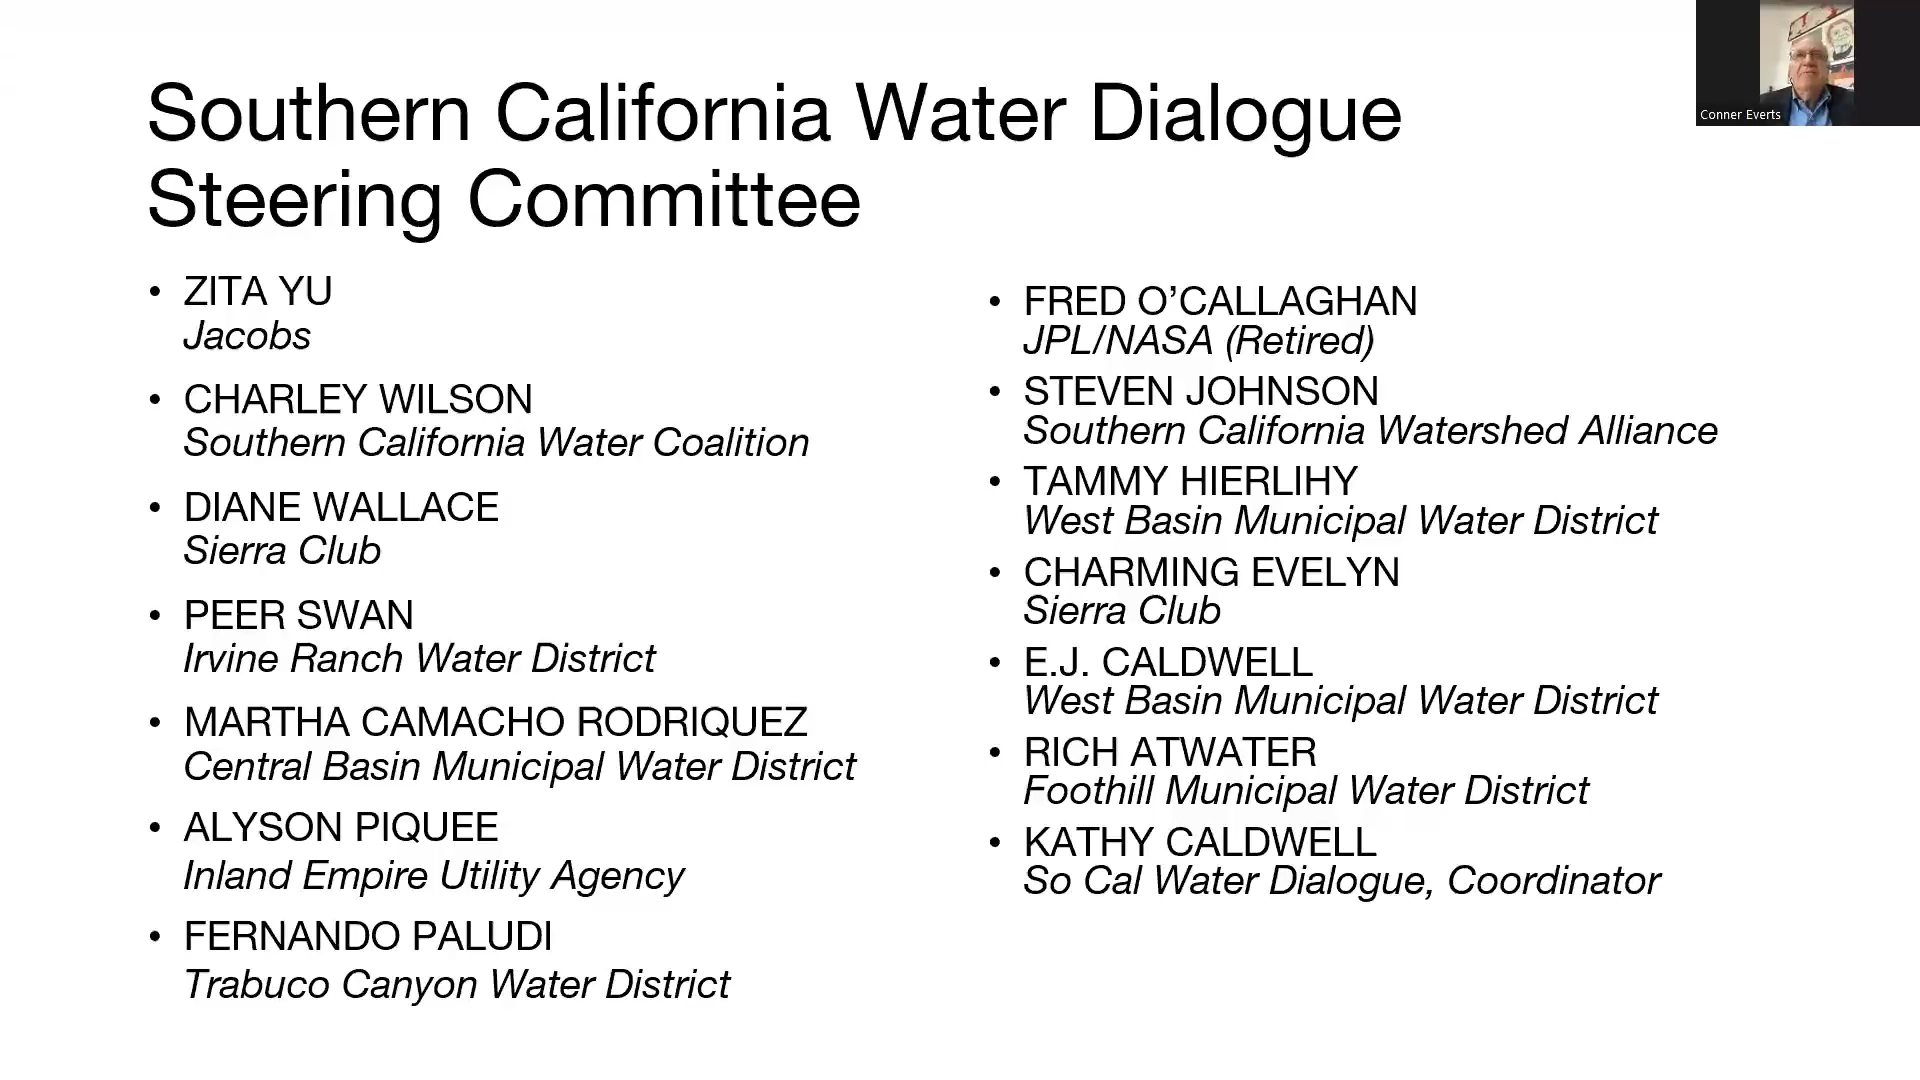 Southern California Water Dialogue
Steering Committee
• ZITA YU
Jacobs
• CHARLEY WILSON
Southern California Water Coalition
• DIANE WALLACE
Sierra Club
• PEER SWAN
Irvine Ranch Water District
• MARTHA CAMACHO RODRIQUEZ
Central Basin Municipal Water District
• ALYSON PIQUEE
Inland Empire Utility Agency
• FERNANDO PALUDI
Trabuco Canyon Water District
• FRED O’CALLAGHAN
JPL/NASA (Retired)
• STEVEN JOHNSON
Southern California Watershed Alliance
• TAMMY HIERLIHY
West Basin Municipal Water District
• CHARMING EVELYN
Sierra Club
• E.J. CALDWELL
West Basin Municipal Water District
• RICH ATWATER
Foothill Municipal Water District
• KATHY CALDWELL
So Cal Water Dialogue, Coordinator
Conner Everts